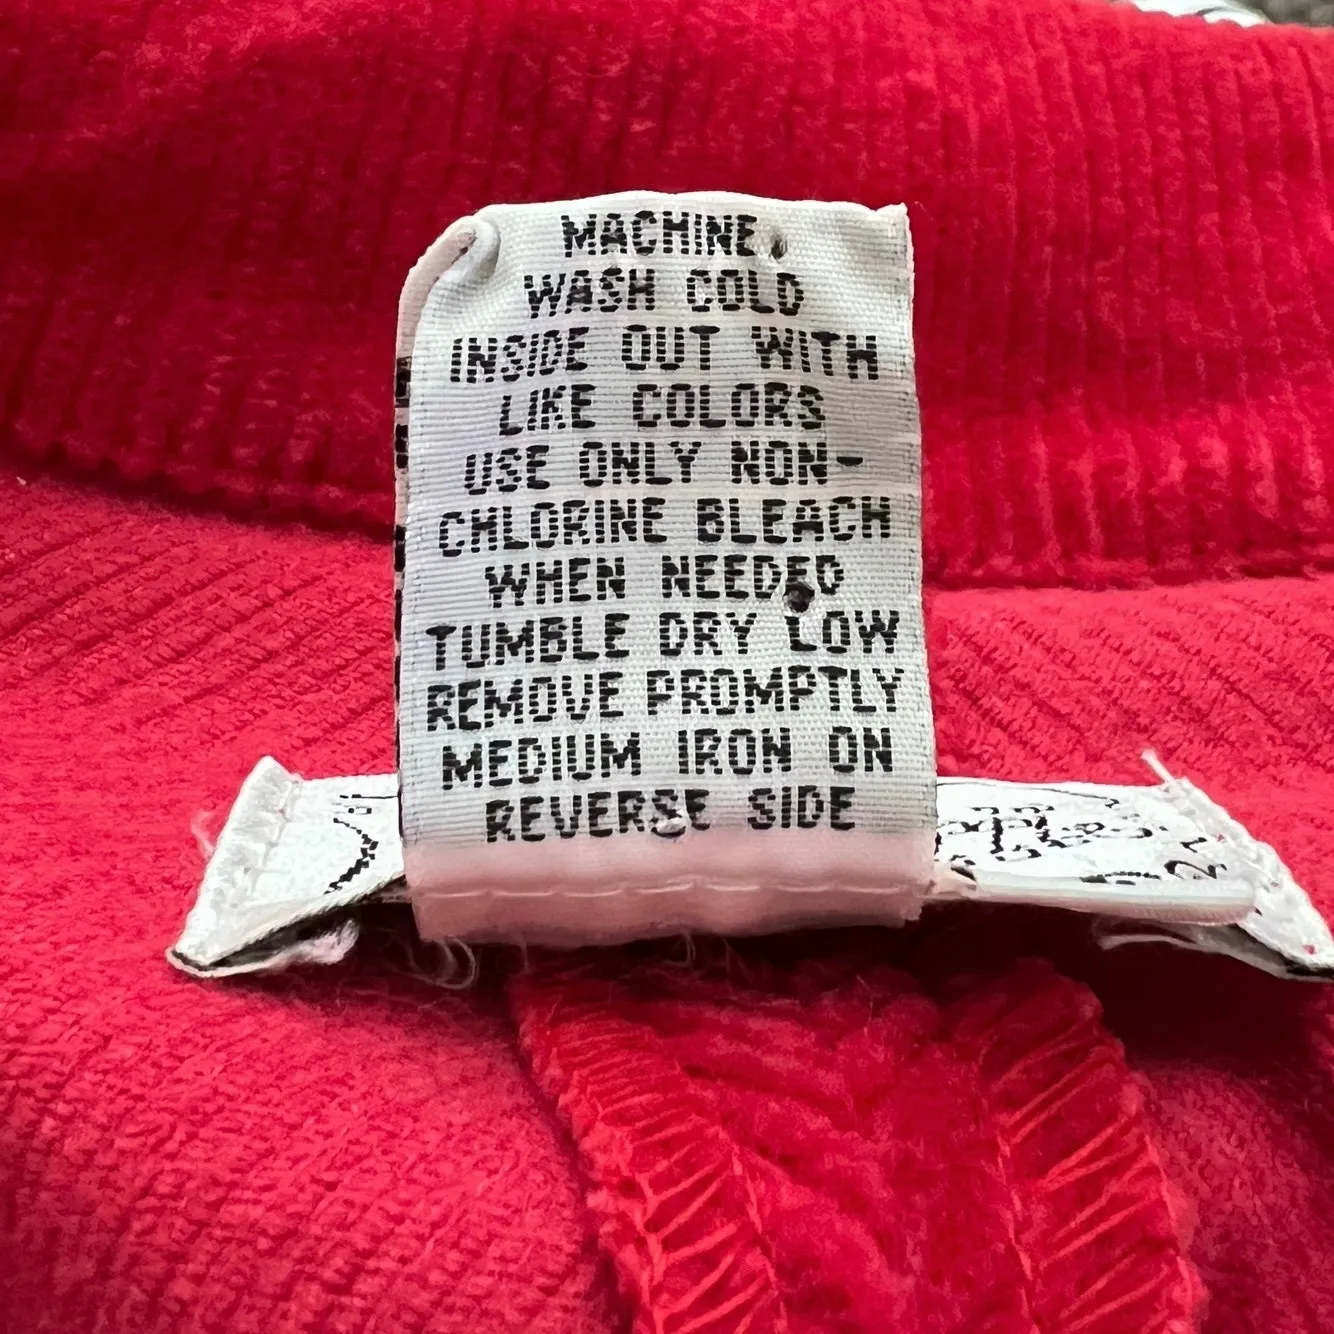 MACHINE
WASH COLD
INSIDE OUT WITH
LIKE COLORS
USE ONLY NON-
CHLORINE BLEACH
WHEN NEEDED
TUMBLE DRY LOW
REMOVE PROMPTLY
MEDIUM IRON ON
REVERSE SIDE